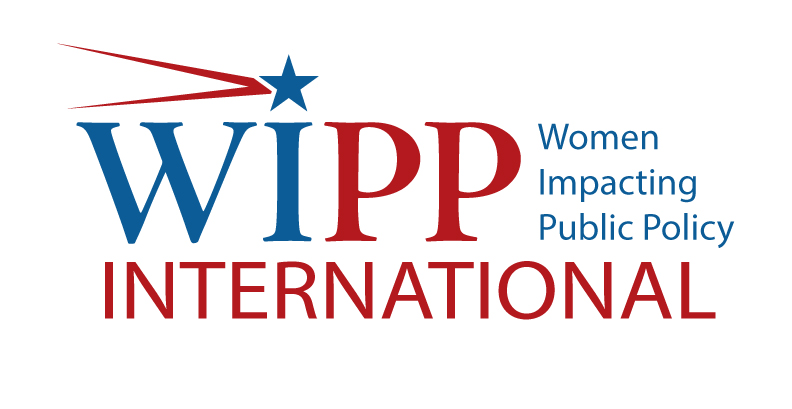 WiPP
Women
Impacting
Public Policy
INTERNATIONAL